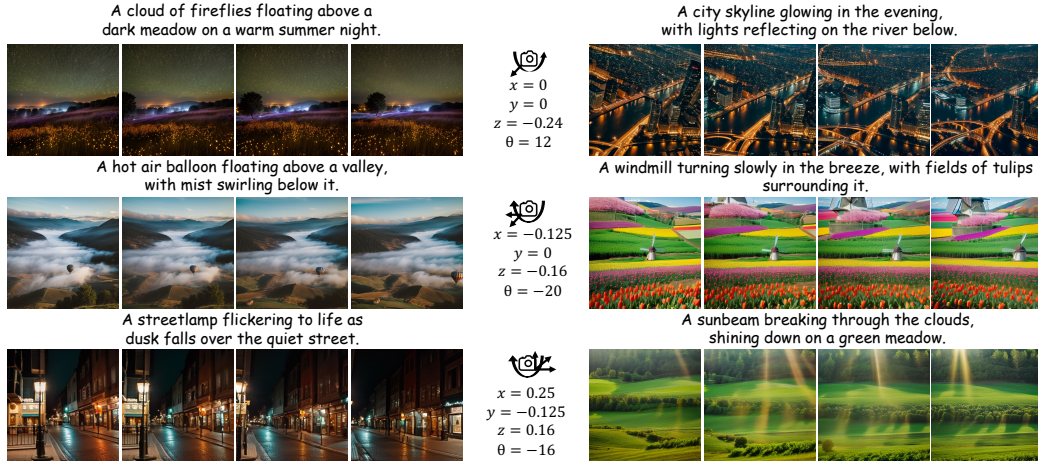 A cloud of fireflies floating above a
dark meadow on a warm summer night.
x = 0
y = 0
z = −0.24
θ = 12
A city skyline glowing in the evening,
with lights reflecting on the river below.
A hot air balloon floating above a valley,
with mist swirling below it.
x = −0.125
y = 0
z = −0.16
θ = −20
A windmill turning slowly in the breeze, with fields of tulips
surrounding it.
A streetlamp flickering to life as
dusk falls over the quiet street.
x = 0.25
y = −0.125
z = 0.16
θ = −16
A sunbeam breaking through the clouds,
shining down on a green meadow.